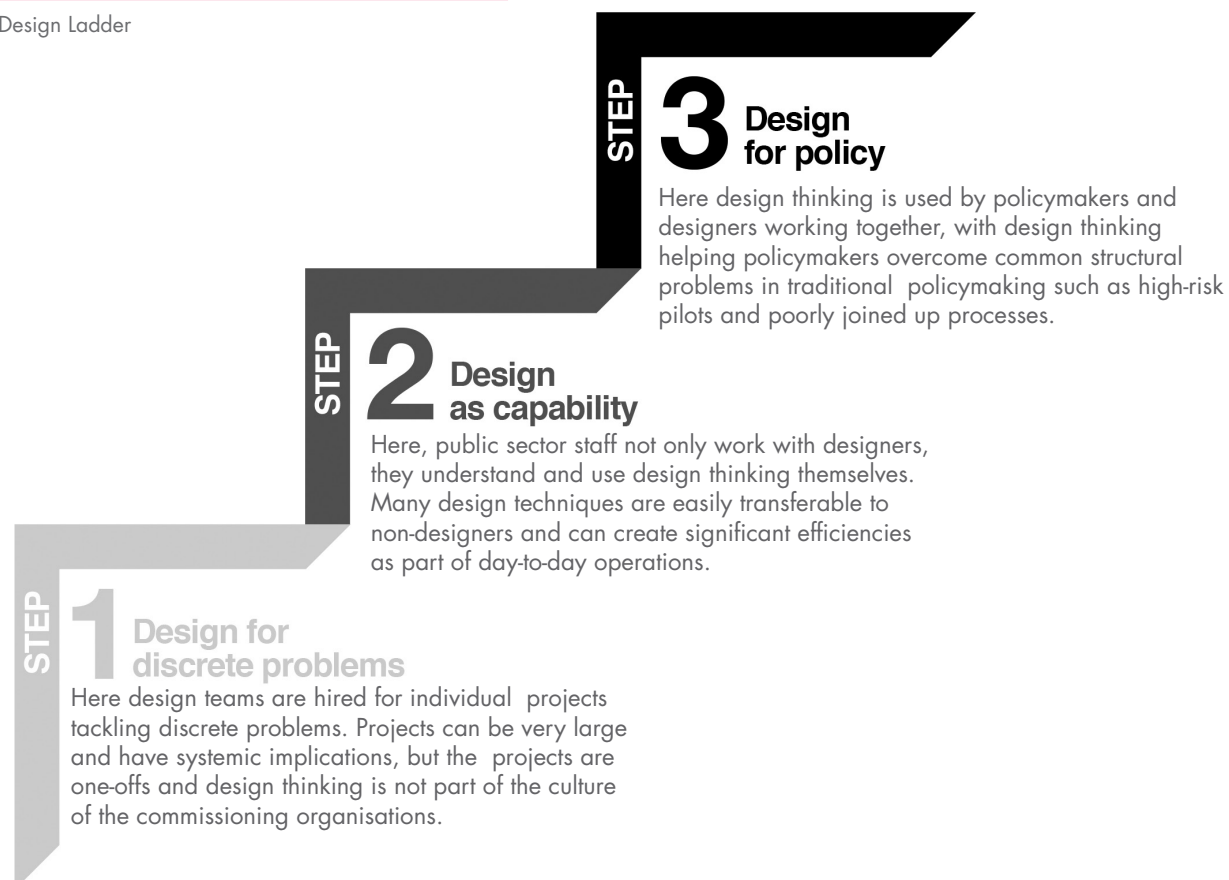 Design Ladder
STEP
3
Design
for policy
Here design thinking is used by policymakers and
designers working together, with design thinking
helping policymakers overcome common structural
problems in traditional policymaking such as high-risk
pilots and poorly joined up processes.
STEP
2
Design
as capability
Here, public sector staff not only work with designers,
they understand and use design thinking themselves.
Many design techniques are easily transferable to
non-designers and can create significant efficiencies
as part of day-to-day operations.
STEP
1
Design for
discrete problems
Here design teams are hired for individual projects
tackling discrete problems. Projects can be very large
and have systemic implications, but the projects are
one-offs and design thinking is not part of the culture
of the commissioning organisations.